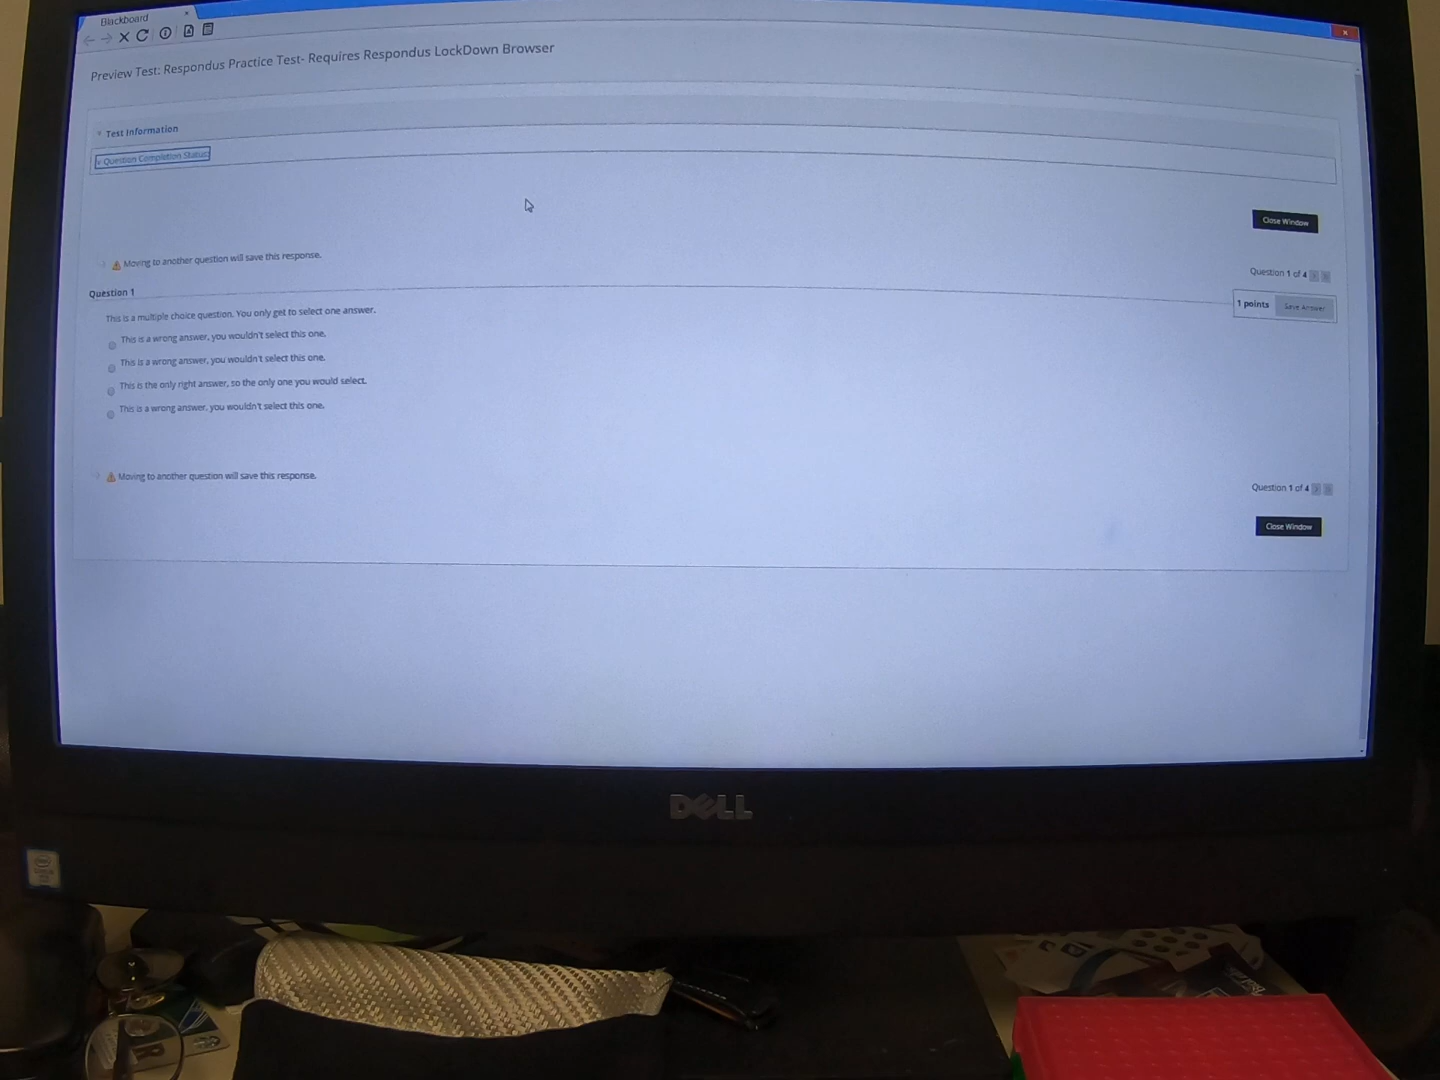 Blackboard
Preview Test: Respondus Practice Test- Requires Respondus LockDown Browser
Test Information
Question Completion Status:
Close Window
Moving to another question will save this response.
Question 1 of 4
Question 1
1 points
Save Answer
This is a multiple choice question. You only get to select one answer.
This is a wrong answer, you wouldn't select this one.
This is a wrong answer, you wouldn't select this one.
This is the only right answer, so the only one you would select.
This is a wrong answer, you wouldn't select this one.
Moving to another question will save this response.
Question 1 of 4
Close Window
DELL